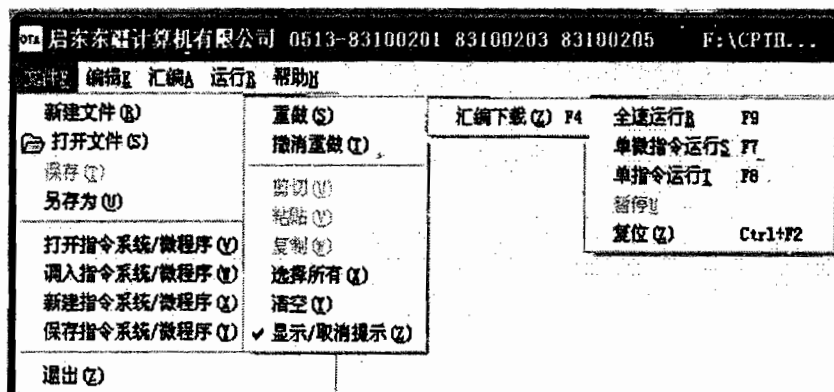 启东东疆计算机有限公司 0513-83100201 83100203 83100205 F:\CPTH...
编辑E 汇编A 运行R 帮助H
新建文件(R)
打开文件(S)
保存(T)
另存为(U)
打开指令系统/微程序(V)
调入指令系统/微程序(W)
新建指令系统/微程序(X)
保存指令系统/微程序(Y)
退出(Z)
重做(S)
撤消重做(T)
剪切(U)
粘贴(V)
复制(W)
选择所有(X)
清空(Y)
✓ 显示/取消提示(Z)
汇编下载(Z) F4
全速运行R F9
单微指令运行S F7
单指令运行T F8
暂停U
复位(Z) Ctrl+F2